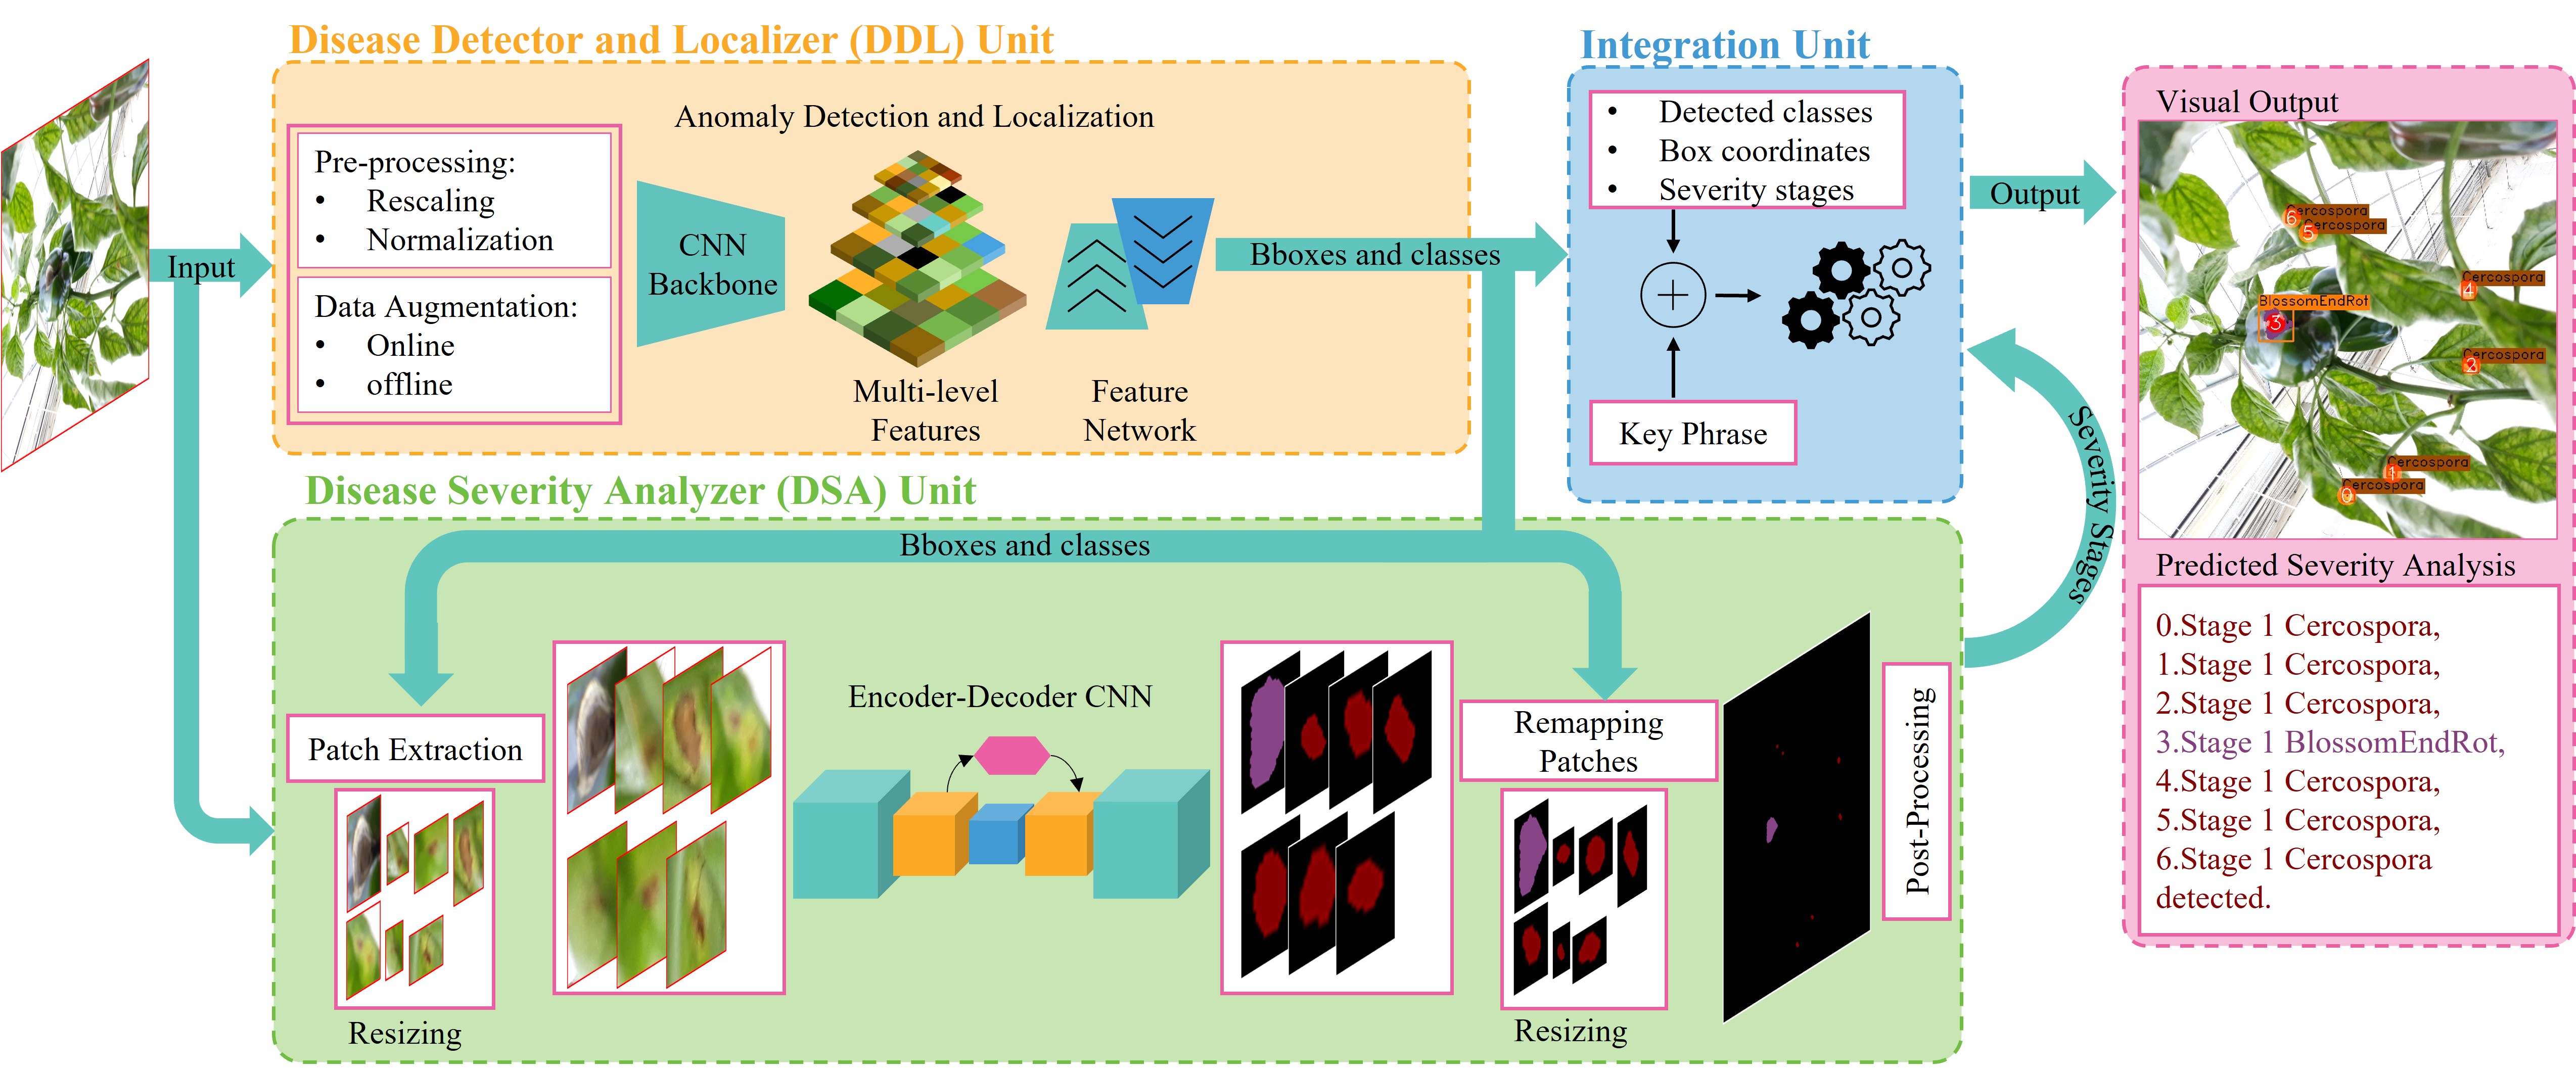 Disease Detector and Localizer (DDL) Unit
Input
Pre-processing:
• Rescaling
• Normalization
Data Augmentation:
• Online
• offline
Anomaly Detection and Localization
CNN
Backbone
Multi-level
Features
Feature
Network
Bboxes and classes
Integration Unit
• Detected classes
• Box coordinates
• Severity stages
Key Phrase
Output
Disease Severity Analyzer (DSA) Unit
Bboxes and classes
Patch Extraction
Resizing
Encoder-Decoder CNN
Remapping
Patches
Resizing
Post-Processing
Severity Stages
Visual Output
6 Cercospora
5 Cercospora
4 Cercospora
BlossomEndRot
3
2 Cercospora
1 Cercospora
0 Cercospora
Predicted Severity Analysis
0.Stage 1 Cercospora,
1.Stage 1 Cercospora,
2.Stage 1 Cercospora,
3.Stage 1 BlossomEndRot,
4.Stage 1 Cercospora,
5.Stage 1 Cercospora,
6.Stage 1 Cercospora
detected.